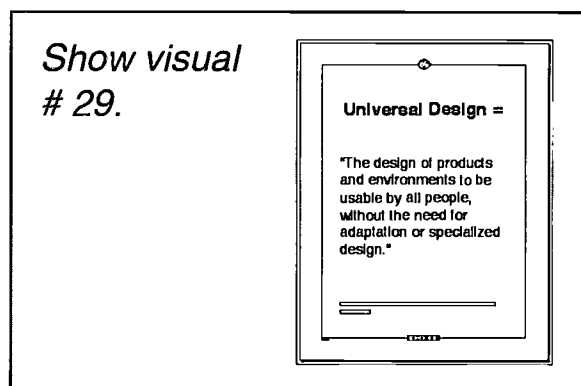 Show visual
# 29.
Universal Design =
"The design of products
and environments to be
usable by all people,
without the need for
adaptation or specialized
design."